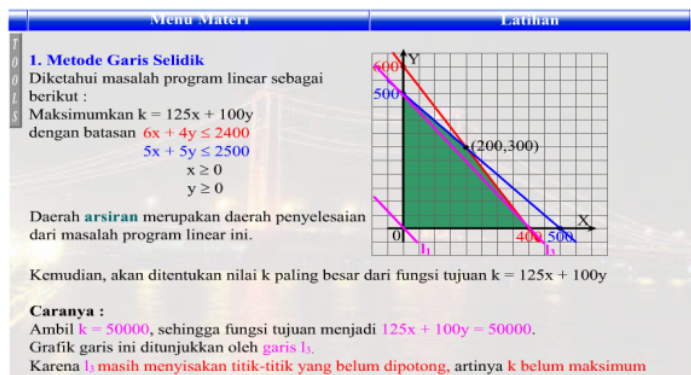 Menu Materi
Latihan
T
O
O
L
S
1. Metode Garis Selidik
Diketahui masalah program linear sebagai
berikut :
Maksimumkan k = 125x + 100y
dengan batasan 6x + 4y ≤ 2400
5x + 5y ≤ 2500
x ≥ 0
y ≥ 0
Daerah arsiran merupakan daerah penyelesaian
dari masalah program linear ini.
600
Y
500
(200,300)
X
0
400
500
l₁
l₃
Kemudian, akan ditentukan nilai k paling besar dari fungsi tujuan k = 125x + 100y
Caranya :
Ambil k = 50000, sehingga fungsi tujuan menjadi 125x + 100y = 50000.
Grafik garis ini ditunjukkan oleh garis l₃.
Karena l₃ masih menyisakan titik-titik yang belum dipotong, artinya k belum maksimum